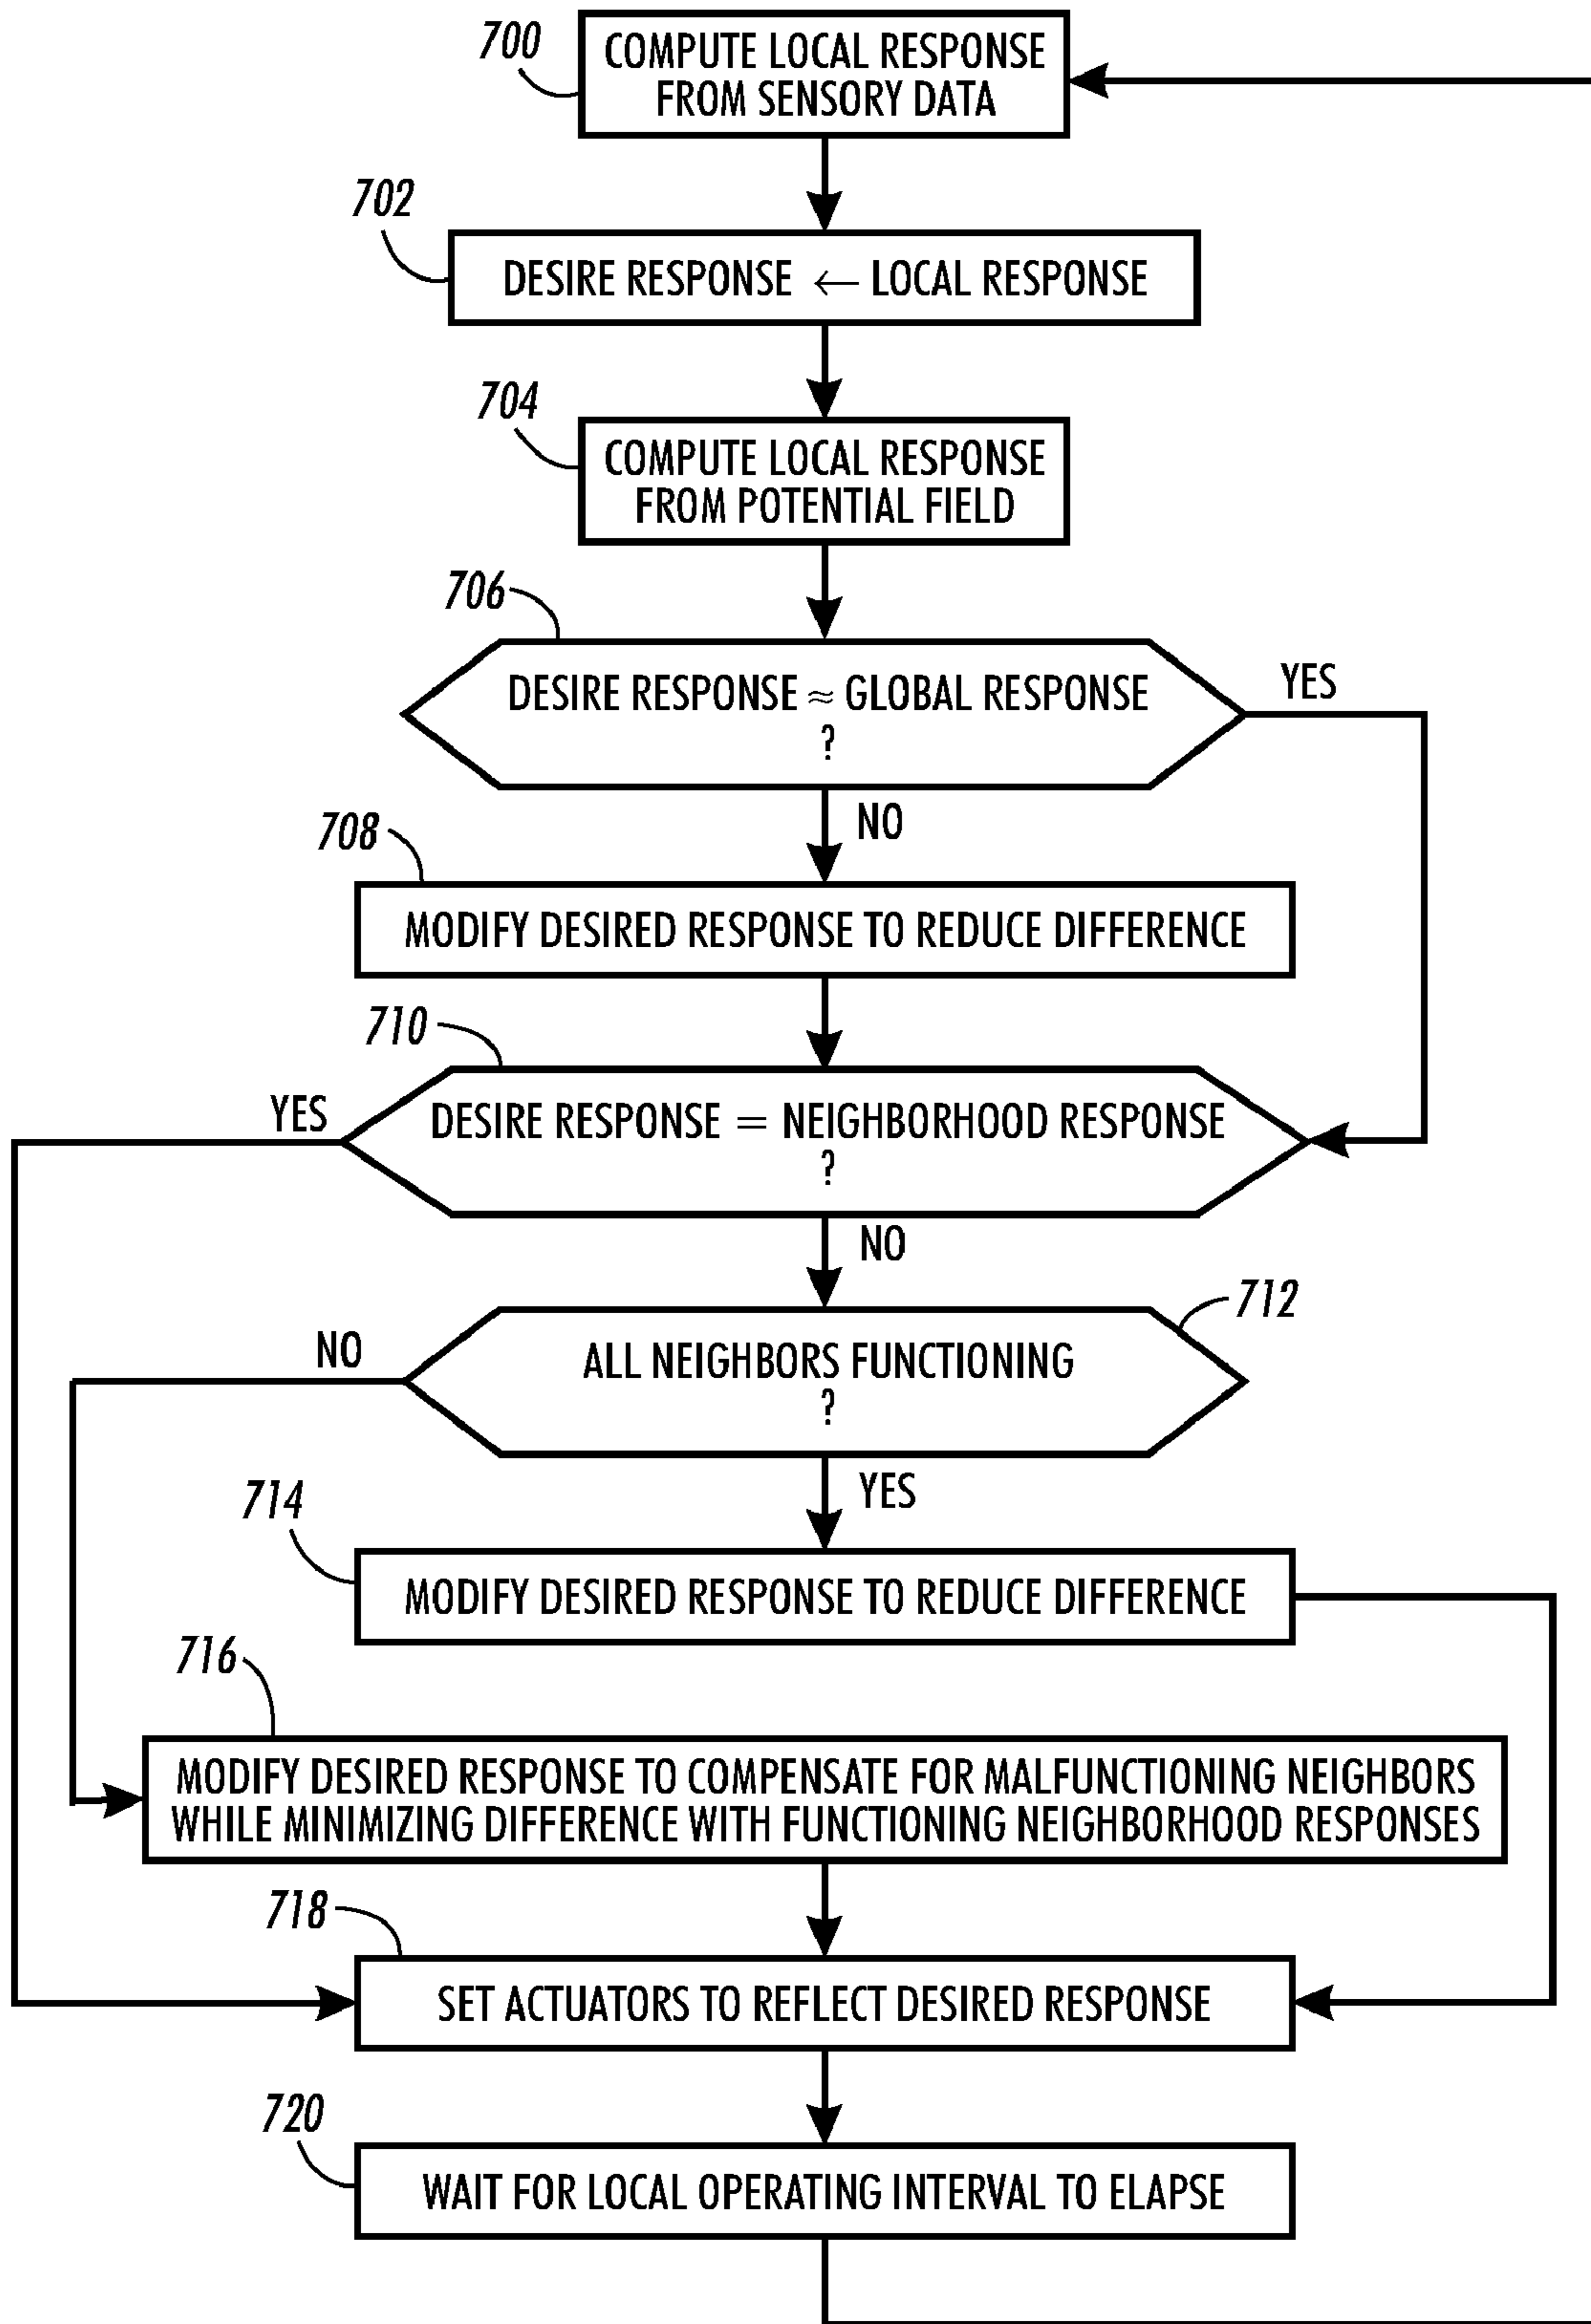 700
COMPUTE LOCAL RESPONSE
FROM SENSORY DATA
702
DESIRE RESPONSE ← LOCAL RESPONSE
704
COMPUTE LOCAL RESPONSE
FROM POTENTIAL FIELD
706
DESIRE RESPONSE ≈ GLOBAL RESPONSE
?
YES
NO
708
MODIFY DESIRED RESPONSE TO REDUCE DIFFERENCE
710
YES
DESIRE RESPONSE = NEIGHBORHOOD RESPONSE
?
NO
712
NO
ALL NEIGHBORS FUNCTIONING
?
YES
714
MODIFY DESIRED RESPONSE TO REDUCE DIFFERENCE
716
MODIFY DESIRED RESPONSE TO COMPENSATE FOR MALFUNCTIONING NEIGHBORS
WHILE MINIMIZING DIFFERENCE WITH FUNCTIONING NEIGHBORHOOD RESPONSES
718
SET ACTUATORS TO REFLECT DESIRED RESPONSE
720
WAIT FOR LOCAL OPERATING INTERVAL TO ELAPSE